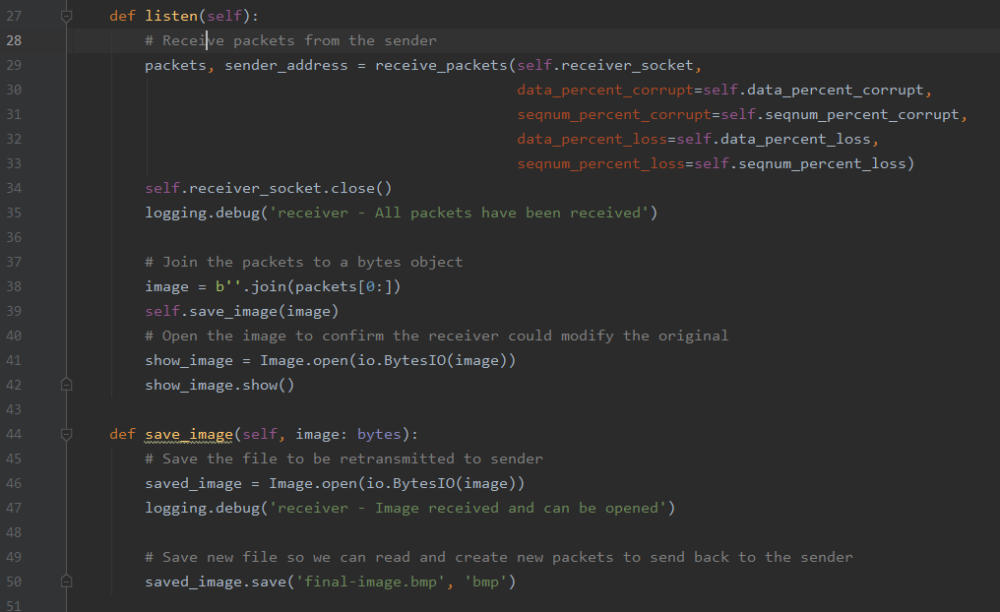 27 def listen(self):
28 # Receive packets from the sender
29 packets, sender_address = receive_packets(self.receiver_socket,
30 data_percent_corrupt=self.data_percent_corrupt,
31 seqnum_percent_corrupt=self.seqnum_percent_corrupt,
32 data_percent_loss=self.data_percent_loss,
33 seqnum_percent_loss=self.seqnum_percent_loss)
34 self.receiver_socket.close()
35 logging.debug('receiver - All packets have been received')
36
37 # Join the packets to a bytes object
38 image = b''.join(packets[0:])
39 self.save_image(image)
40 # Open the image to confirm the receiver could modify the original
41 show_image = Image.open(io.BytesIO(image))
42 show_image.show()
43
44 def save_image(self, image: bytes):
45 # Save the file to be retransmitted to sender
46 saved_image = Image.open(io.BytesIO(image))
47 logging.debug('receiver - Image received and can be opened')
48
49 # Save new file so we can read and create new packets to send back to the sender
50 saved_image.save('final-image.bmp', 'bmp')
51